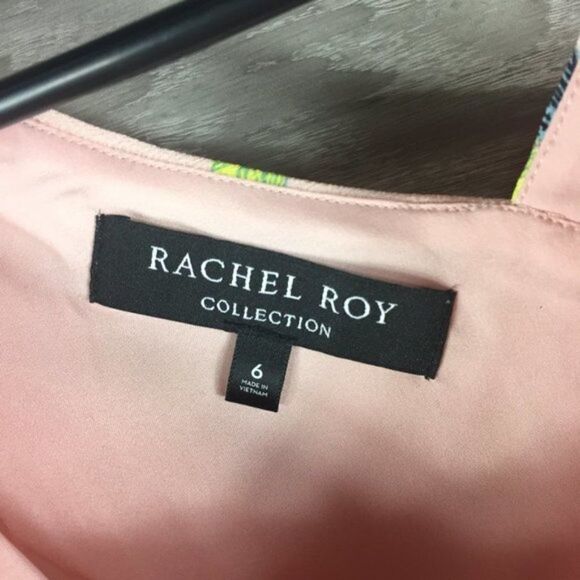 RACHEL ROY
COLLECTION
6
MADE IN
VIETNAM